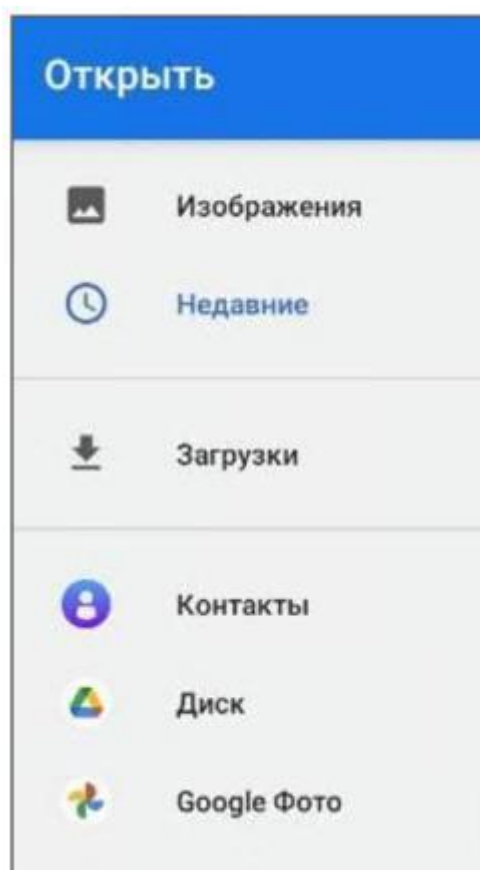 Открыть
Изображения
Недавние
Загрузки
Контакты
Диск
Google Фото